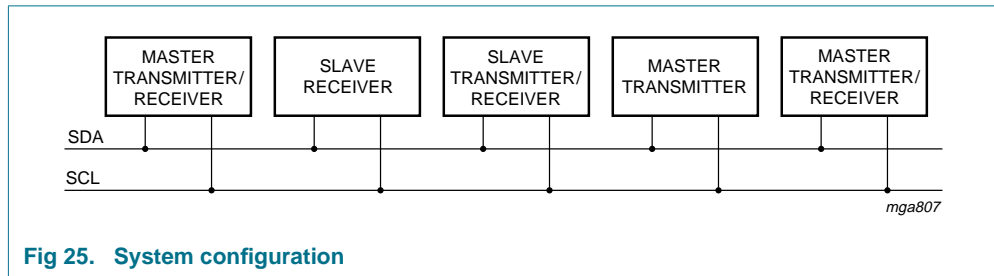 MASTER
TRANSMITTER/
RECEIVER
SLAVE
RECEIVER
SLAVE
TRANSMITTER/
RECEIVER
MASTER
TRANSMITTER
MASTER
TRANSMITTER/
RECEIVER
SDA
SCL
mga807
Fig 25. System configuration